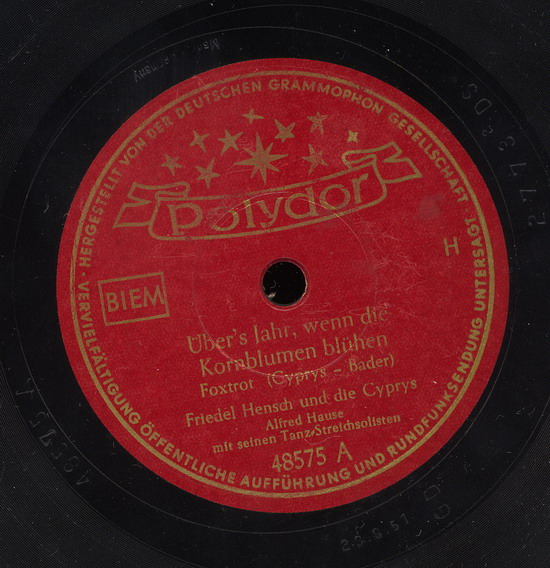 HERGESTELLT VON DER DEUTSCHEN GRAMMOPHON GESELLSCHAFT · VERVIELFÄLTIGUNG ÖFFENTLICHE AUFFÜHRUNG UND RUNDFUNKSENDUNG UNTERSAGT
Polydor
H
BIEM
Über's Jahr, wenn die
Kornblumen blühen
Foxtrot (Cyprys – Bader)
Friedel Hensch und die Cyprys
Alfred Hause
mit seinen Tanz-Streichsolisten
48575 A
48575 A